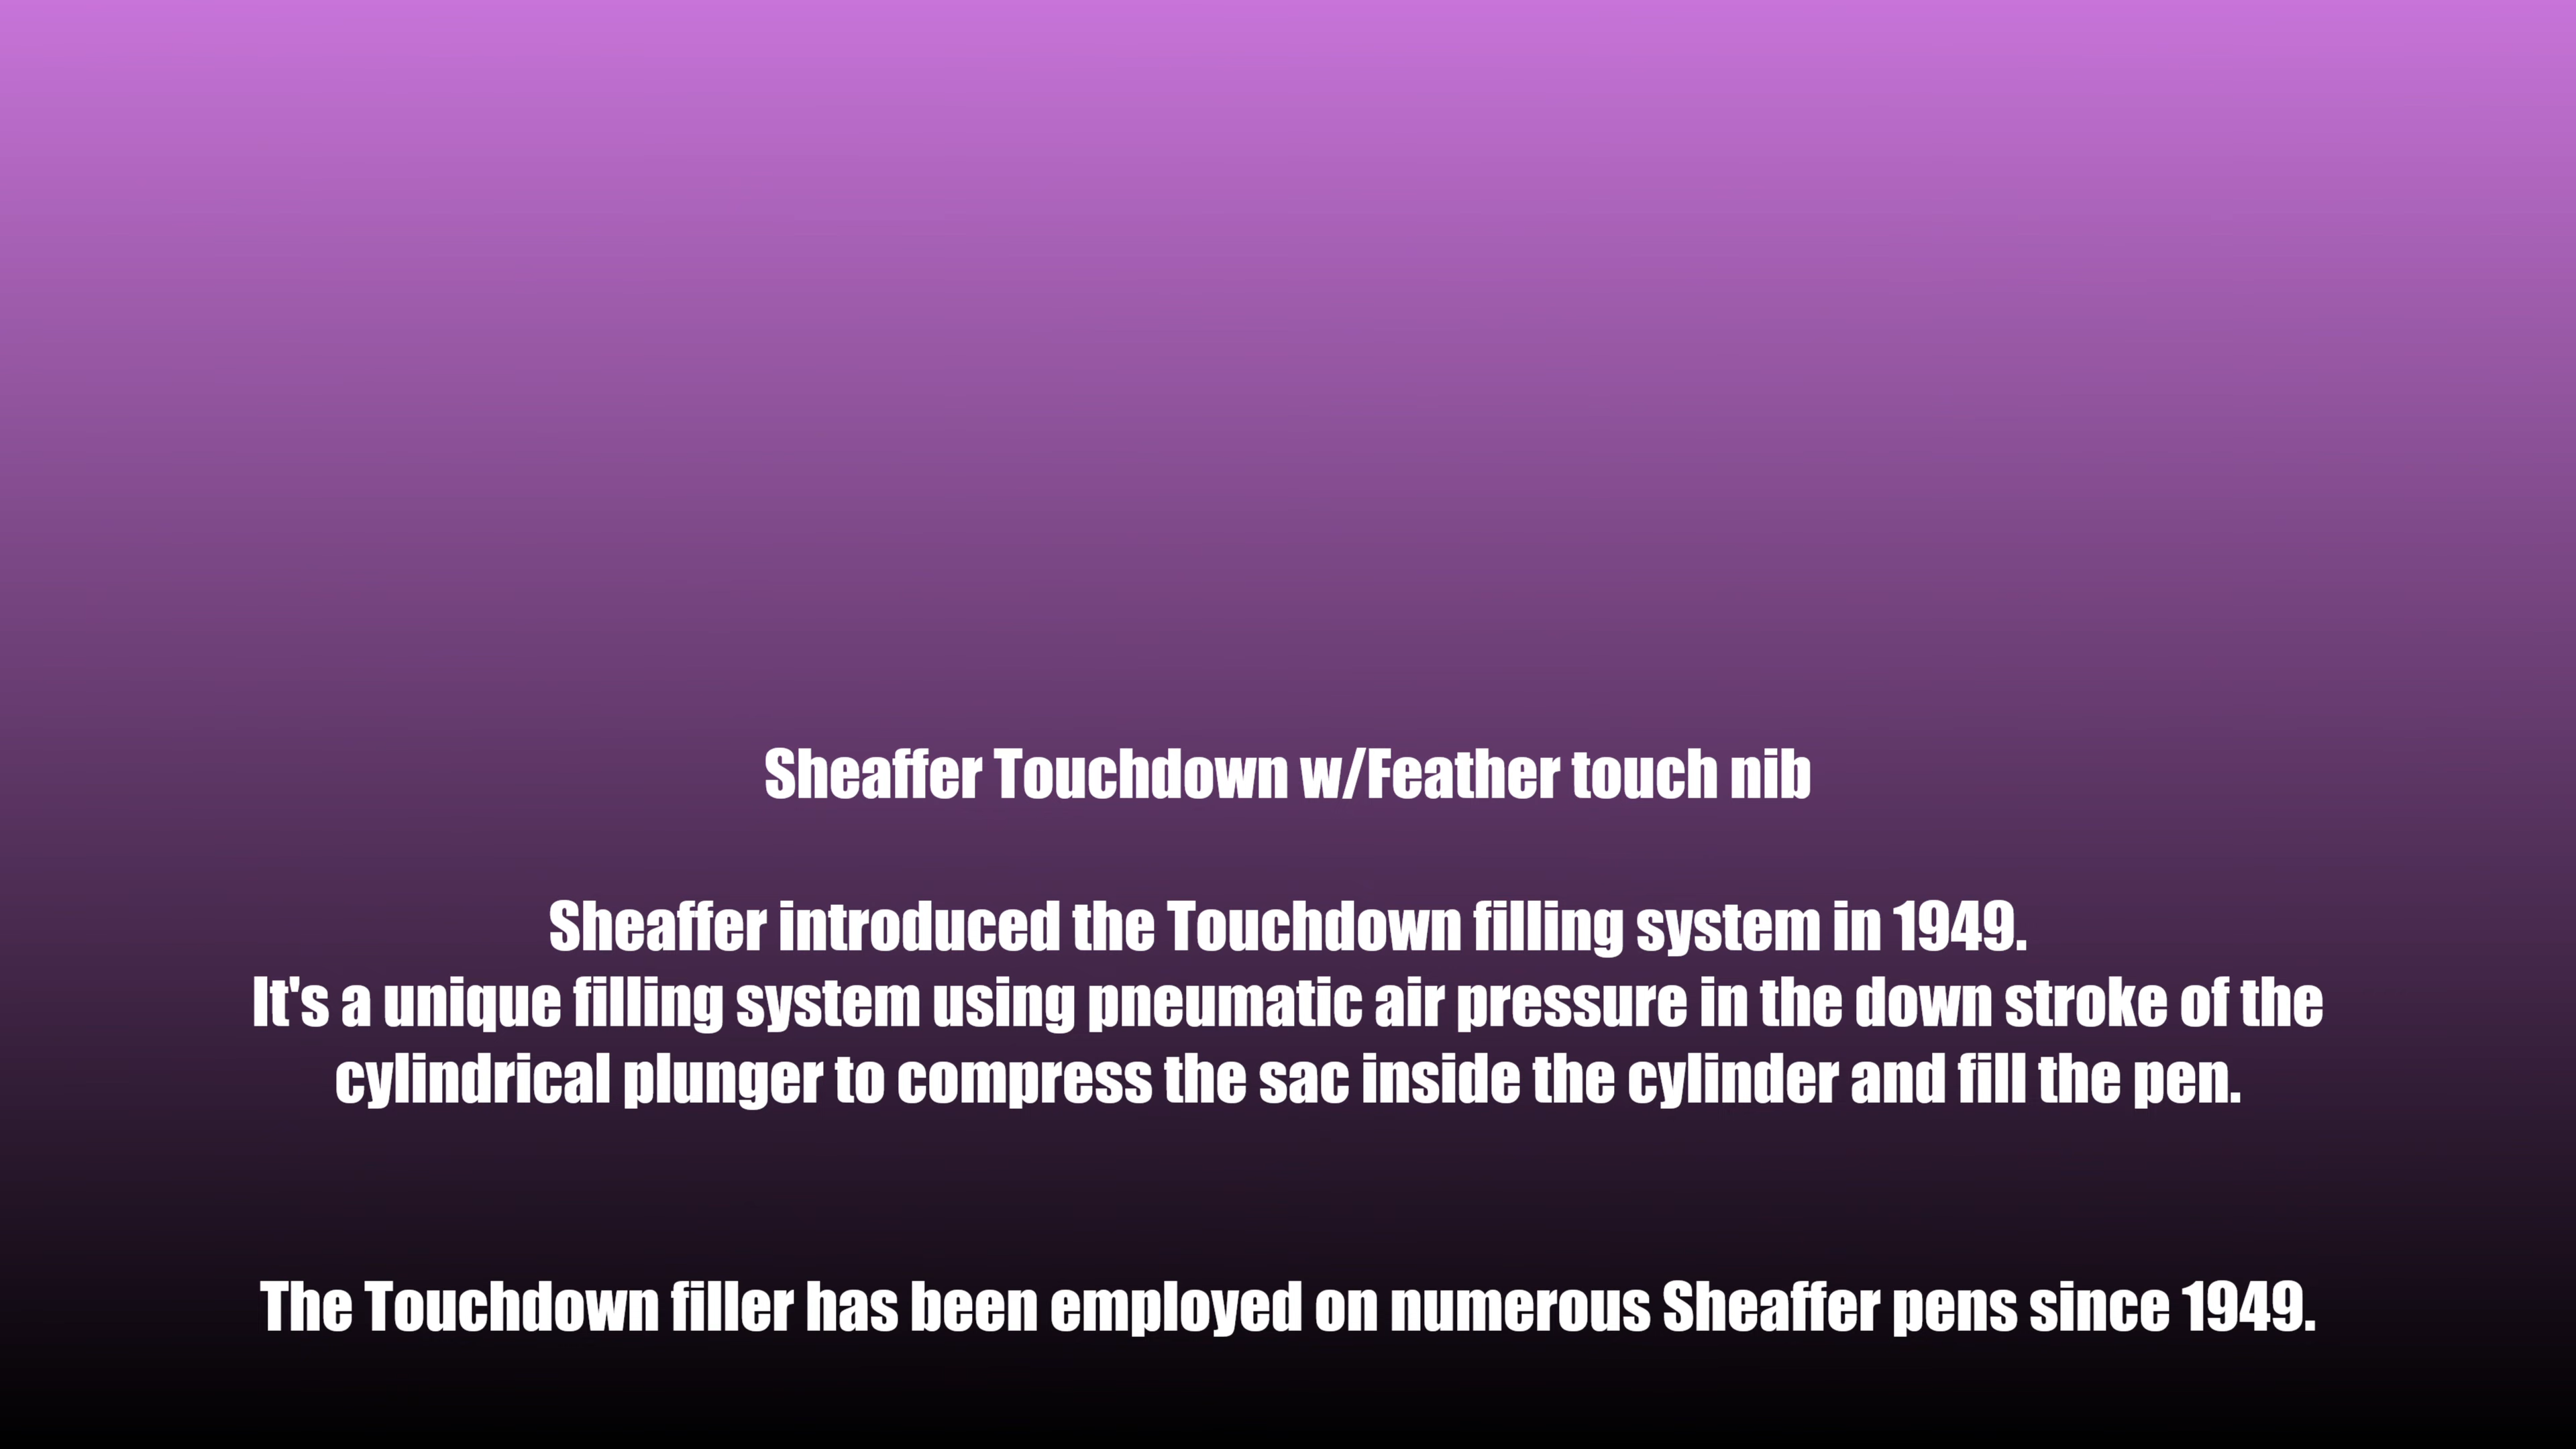 Sheaffer Touchdown w/Feather touch nib
Sheaffer introduced the Touchdown filling system in 1949.
It's a unique filling system using pneumatic air pressure in the down stroke of the
cylindrical plunger to compress the sac inside the cylinder and fill the pen.
The Touchdown filler has been employed on numerous Sheaffer pens since 1949.